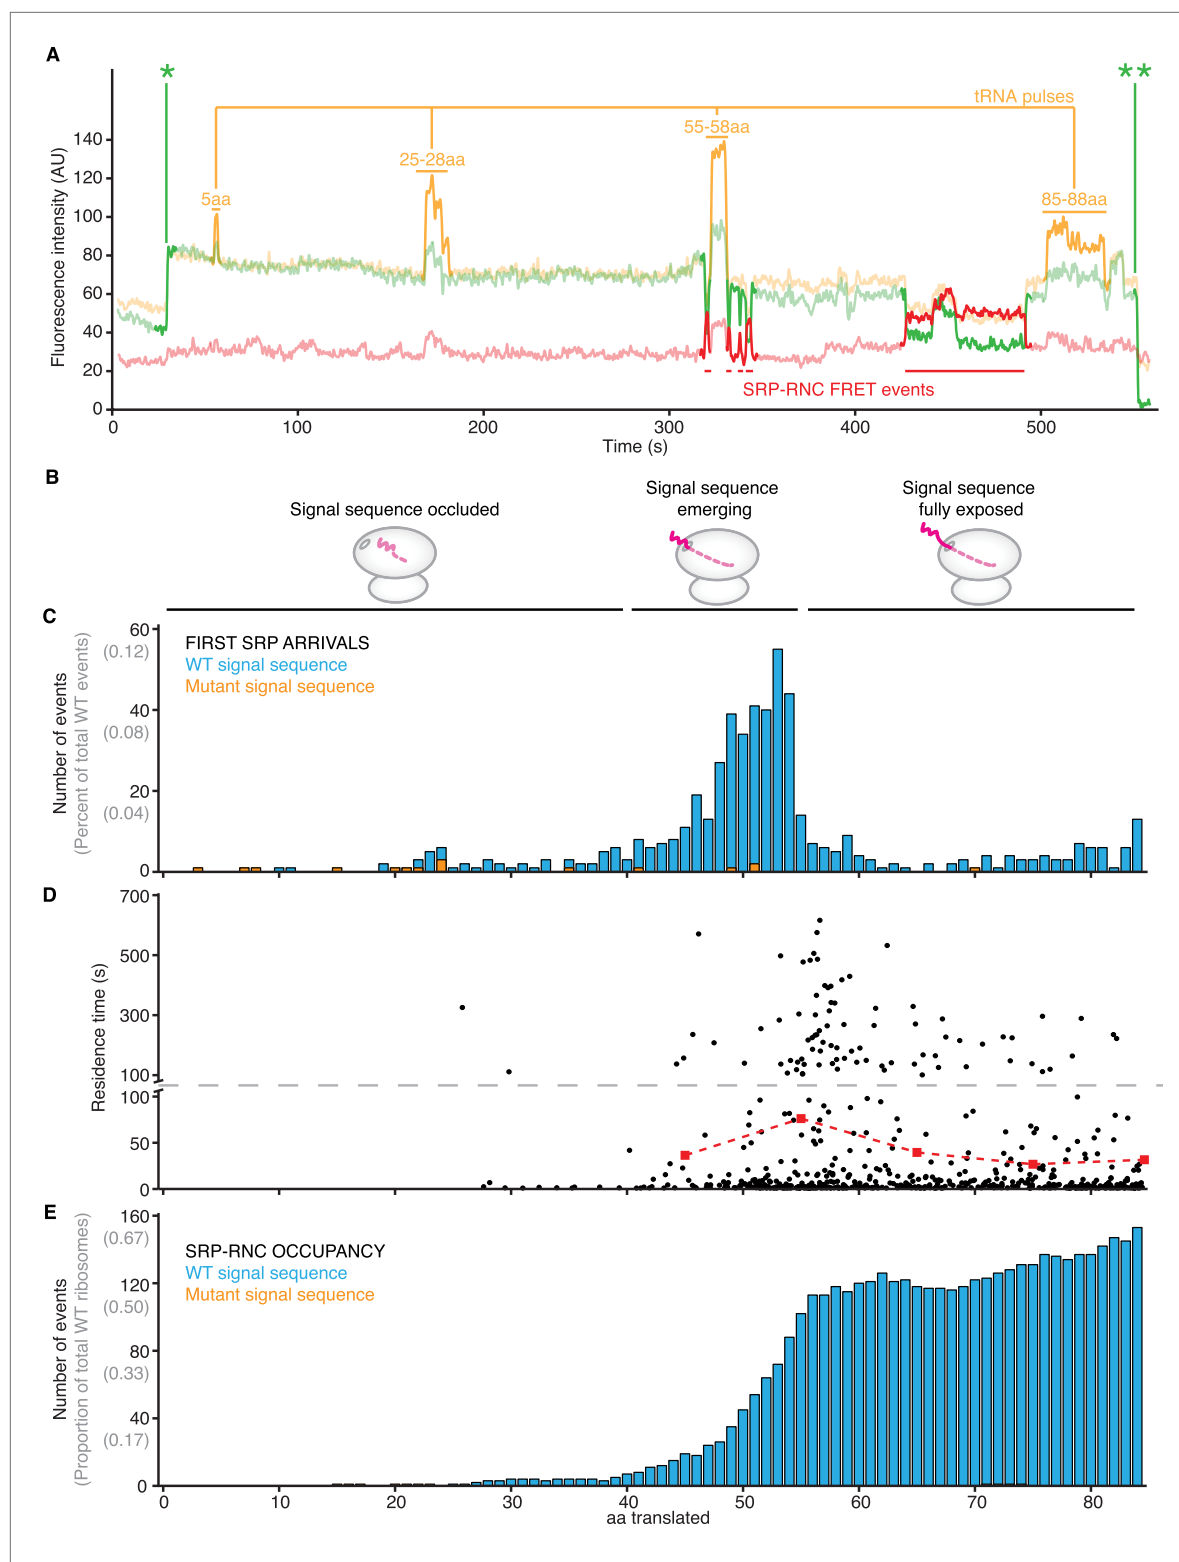 A
* **
tRNA pulses
55-58aa
25-28aa
5aa
85-88aa
140
120
100
80
60
40
20
0
Fluorescence intensity (AU)
SRP-RNC FRET events
0 100 200 300 400 500
Time (s)
B
Signal sequence occluded
Signal sequence
emerging
Signal sequence
fully exposed
C
FIRST SRP ARRIVALS
WT signal sequence
Mutant signal sequence
Number of events
(Percent of total WT events)
60
(0.12)
40
(0.08)
20
(0.04)
0
D
Residence time (s)
700
500
300
100
100
50
0
E
SRP-RNC OCCUPANCY
WT signal sequence
Mutant signal sequence
Number of events
(Proportion of total WT ribosomes)
160
(0.67)
120
(0.50)
80
(0.33)
40
(0.17)
0
0 10 20 30 40 50 60 70 80
aa translated